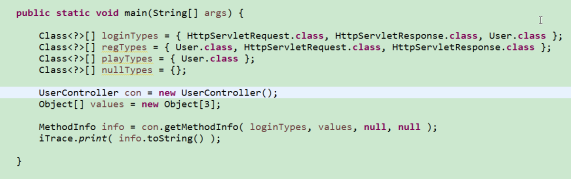 public static void main(String[] args) {
Class<?>[] loginTypes = { HttpServletRequest.class, HttpServletResponse.class, User.class };
Class<?>[] regTypes = { User.class, HttpServletRequest.class, HttpServletResponse.class };
Class<?>[] playTypes = { User.class };
Class<?>[] nullTypes = {};
UserController con = new UserController();
Object[] values = new Object[3];
MethodInfo info = con.getMethodInfo( loginTypes, values, null, null );
iTrace.print( info.toString() );
}